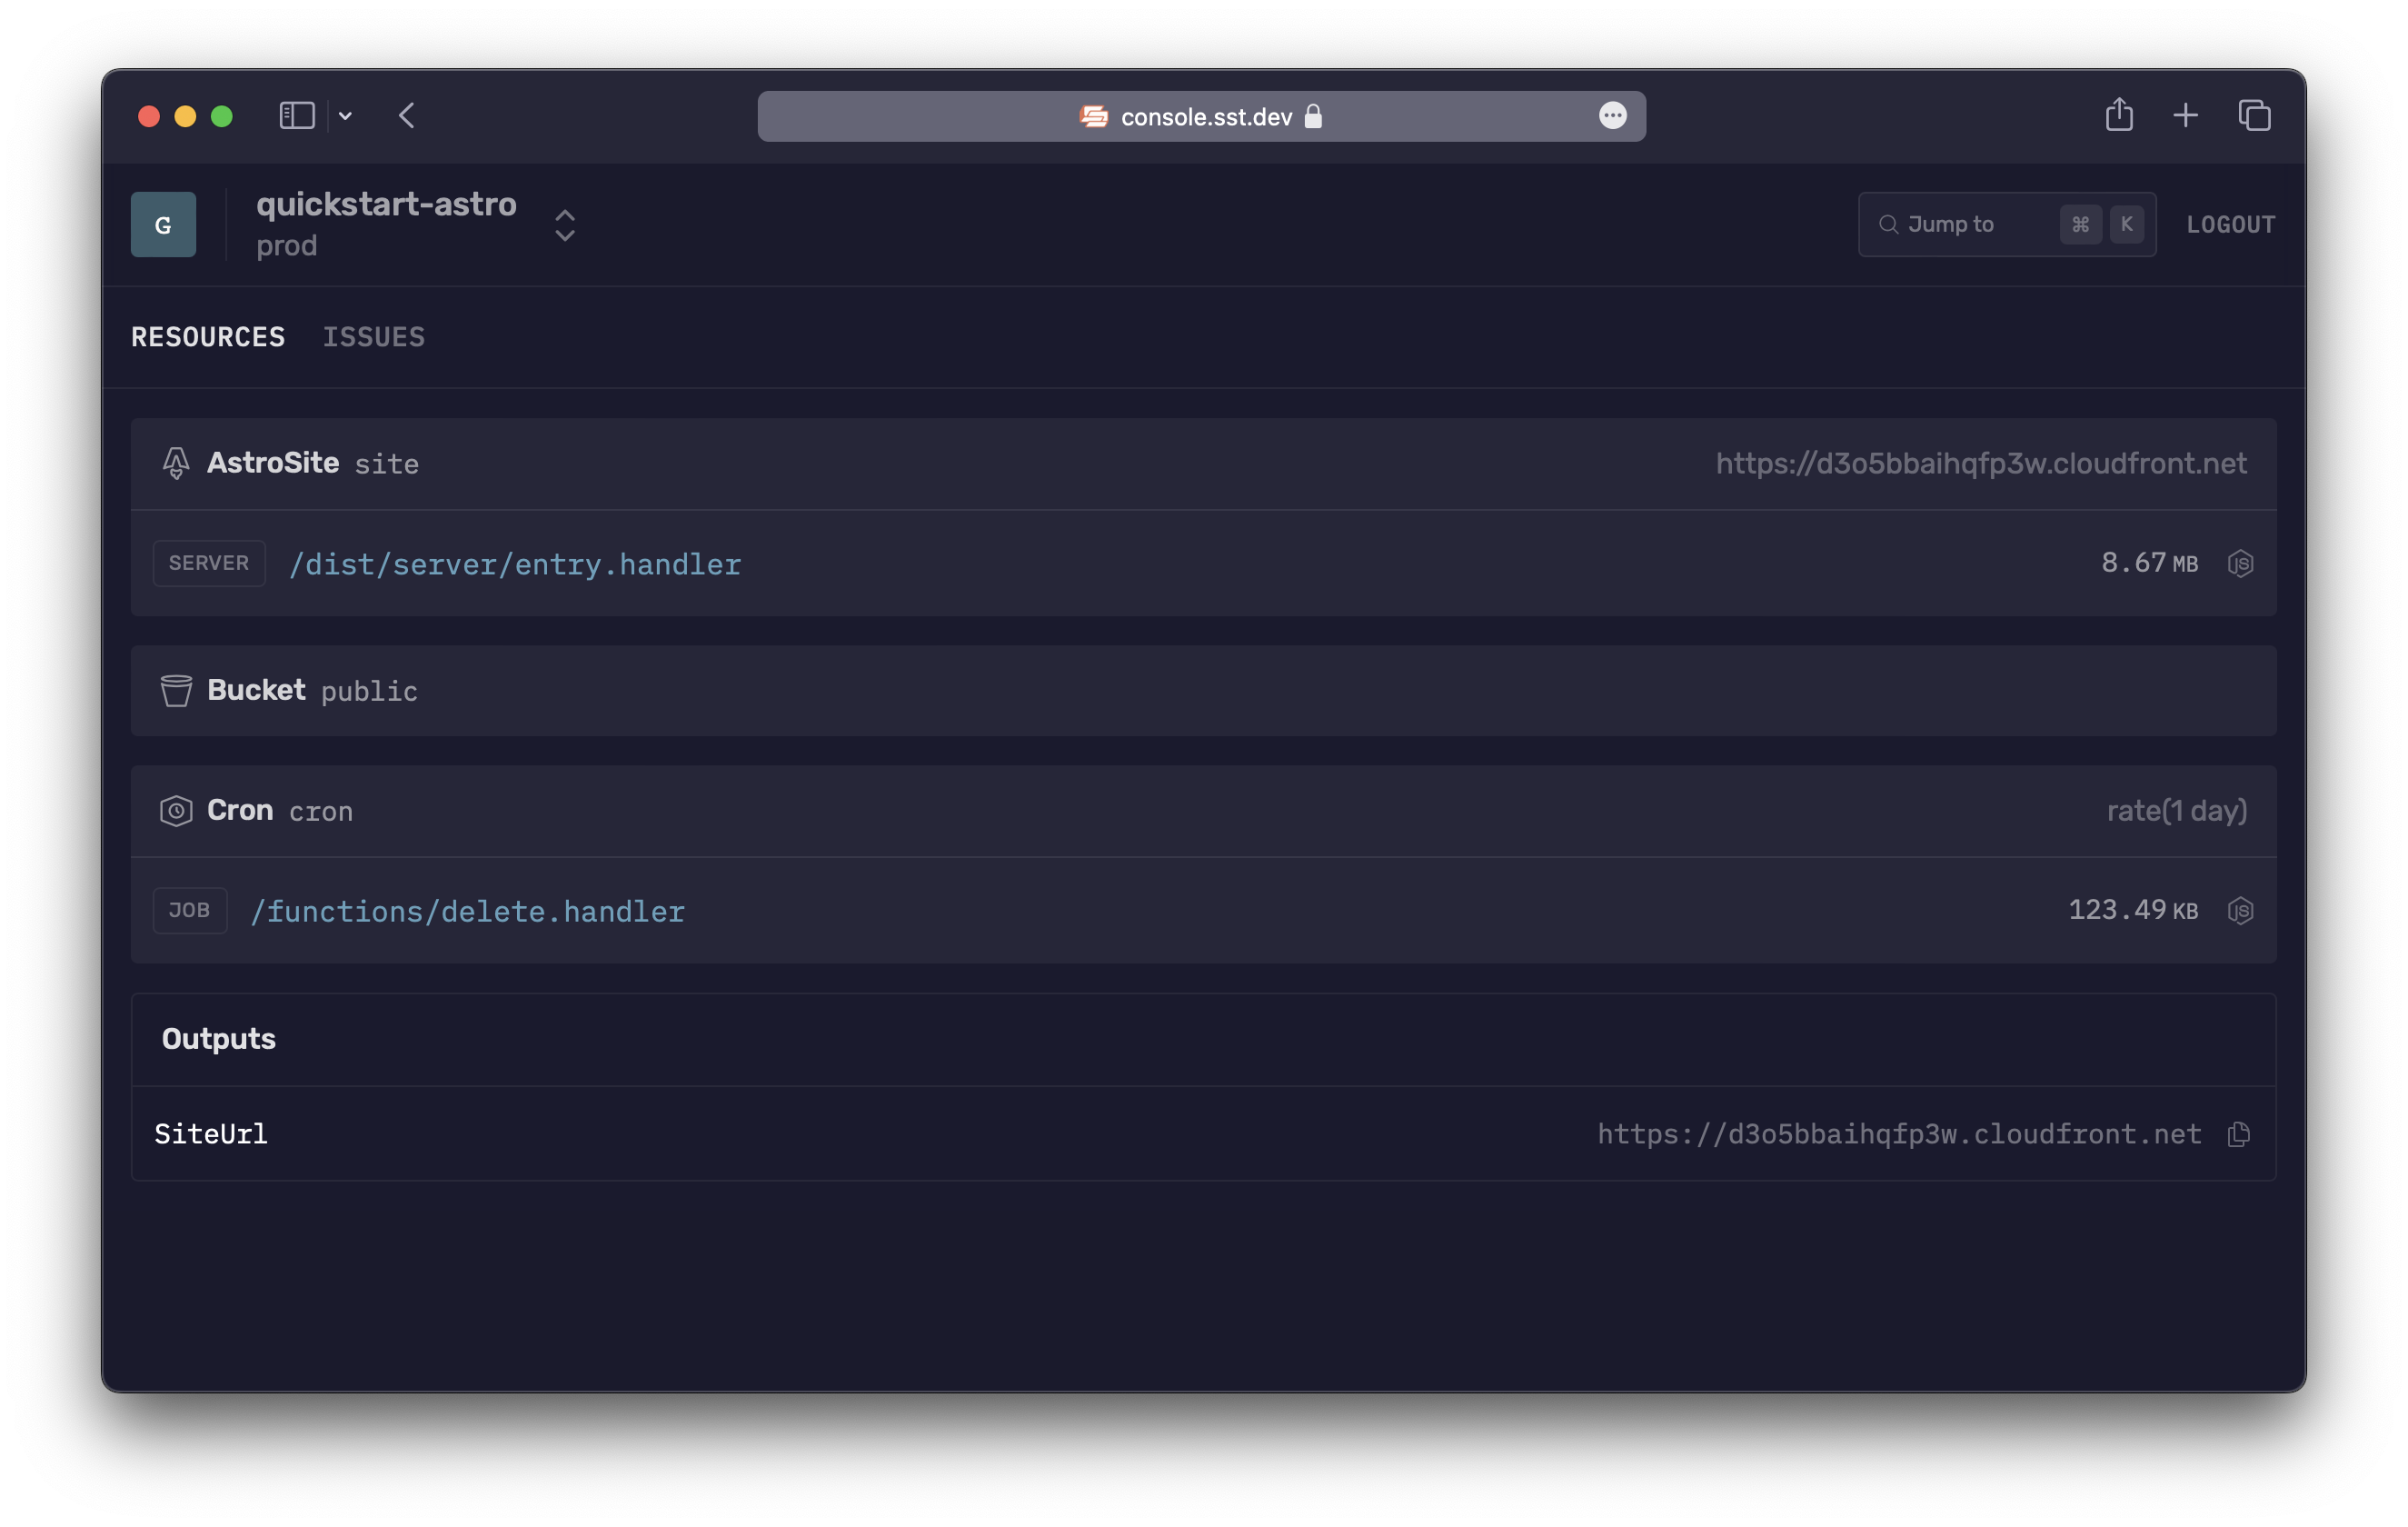 console.sst.dev
G
quickstart-astro
prod
Jump to ⌘ K
LOGOUT
RESOURCES ISSUES
AstroSite site https://d3o5bbaihqfp3w.cloudfront.net
SERVER /dist/server/entry.handler 8.67 MB JS
Bucket public
Cron cron rate(1 day)
JOB /functions/delete.handler 123.49 KB JS
Outputs
SiteUrl https://d3o5bbaihqfp3w.cloudfront.net